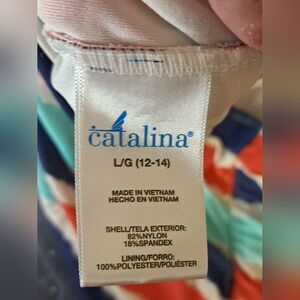 catalina®
L/G (12-14)
MADE IN VIETNAM
HECHO EN VIETNAM
SHELL/TELA EXTERIOR:
82%NYLON
18%SPANDEX
LINING/FORRO:
100%POLYESTER/POLIÉSTER